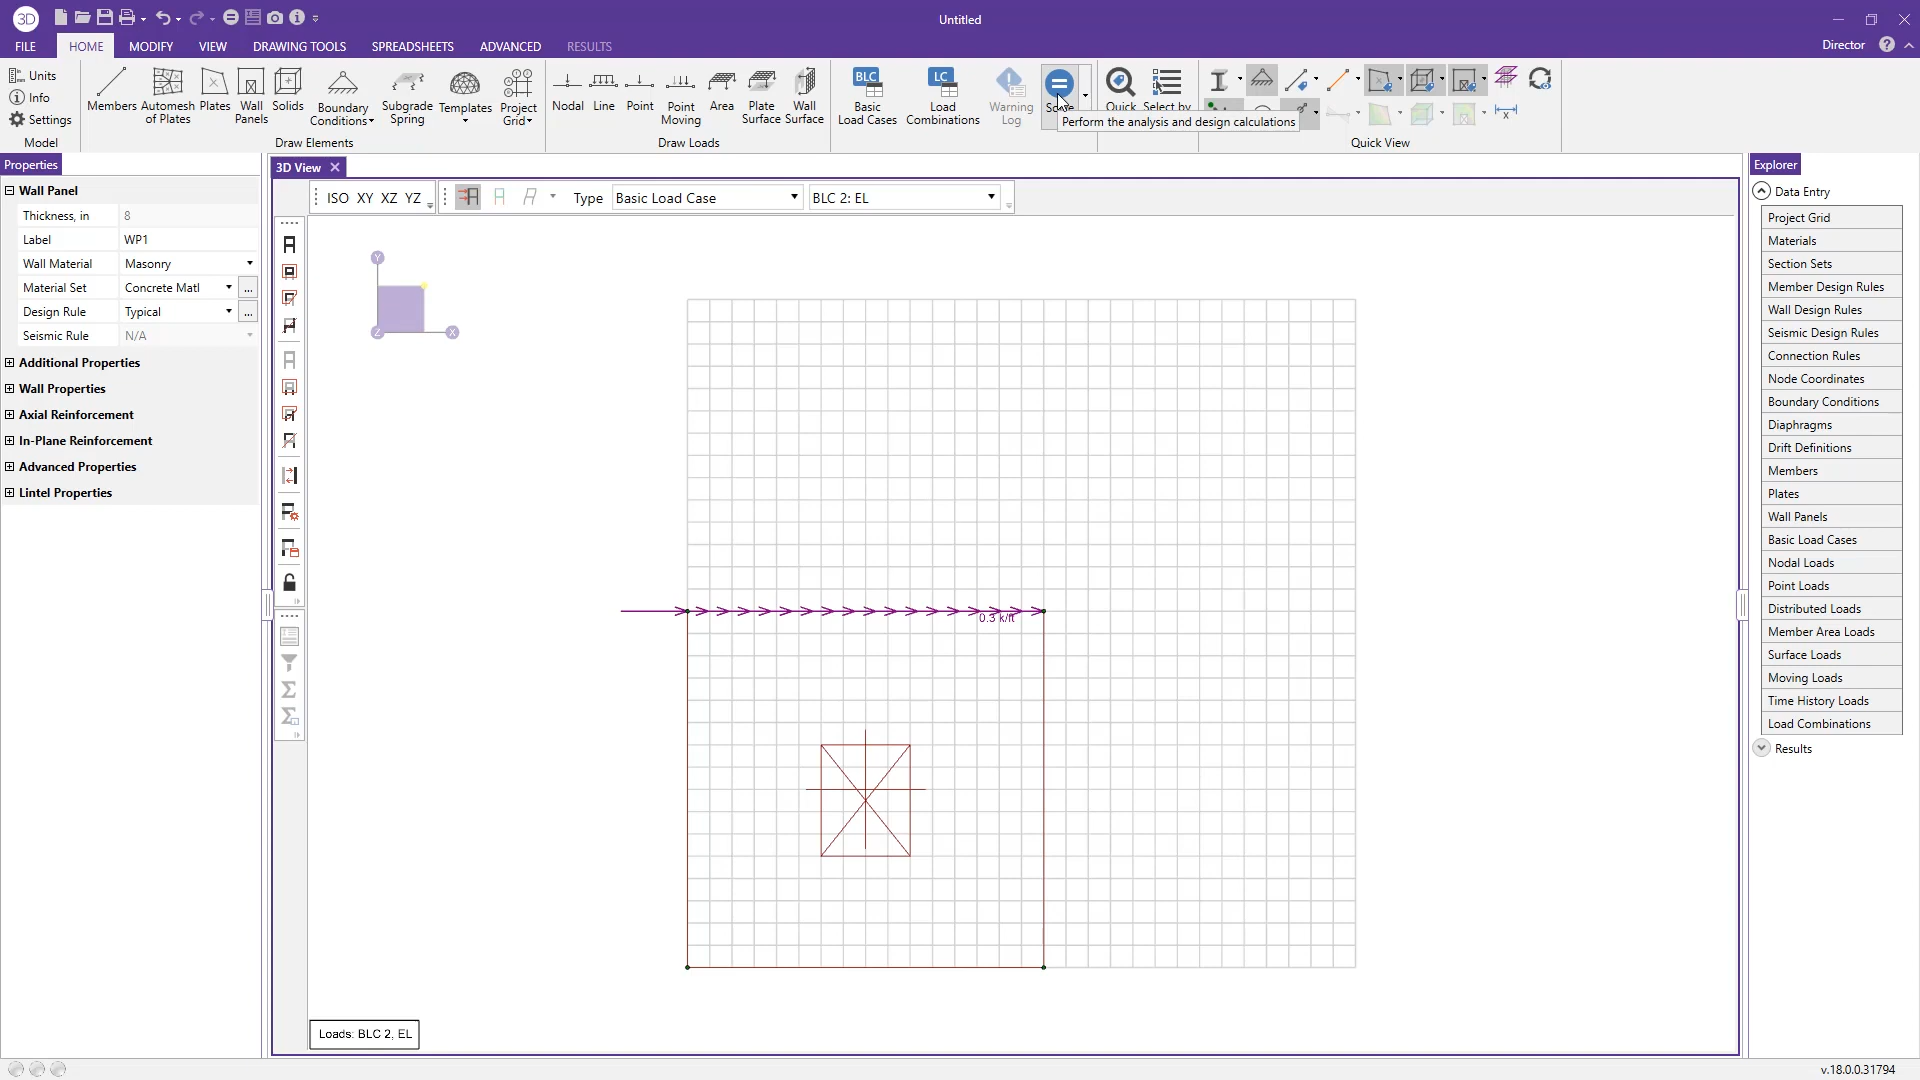 3D
Untitled
FILE
HOME
MODIFY
VIEW
DRAWING TOOLS
SPREADSHEETS
ADVANCED
RESULTS
Director
Units
Info
Settings
Model
Members
Automesh of Plates
Plates
Wall Panels
Solids
Boundary Conditions
Subgrade Spring
Templates
Project Grid
Draw Elements
Nodal
Line
Point
Point Moving
Area
Plate Surface
Wall Surface
Draw Loads
BLC
Basic Load Cases
LC
Load Combinations
Warning Log
Quick
Select by
Perform the analysis and design calculations
Quick View
Properties
Wall Panel
Thickness, in 8
Label WP1
Wall Material Masonry
Material Set Concrete Matl ...
Design Rule Typical ...
Seismic Rule N/A
Additional Properties
Wall Properties
Axial Reinforcement
In-Plane Reinforcement
Advanced Properties
Lintel Properties
3D View
ISO XY XZ YZ
Type Basic Load Case BLC 2: EL
Y
Z
X
0.3 k/ft
Loads: BLC 2, EL
Explorer
Data Entry
Project Grid
Materials
Section Sets
Member Design Rules
Wall Design Rules
Seismic Design Rules
Connection Rules
Node Coordinates
Boundary Conditions
Diaphragms
Drift Definitions
Members
Plates
Wall Panels
Basic Load Cases
Nodal Loads
Point Loads
Distributed Loads
Member Area Loads
Surface Loads
Moving Loads
Time History Loads
Load Combinations
Results
v.18.0.0.31794